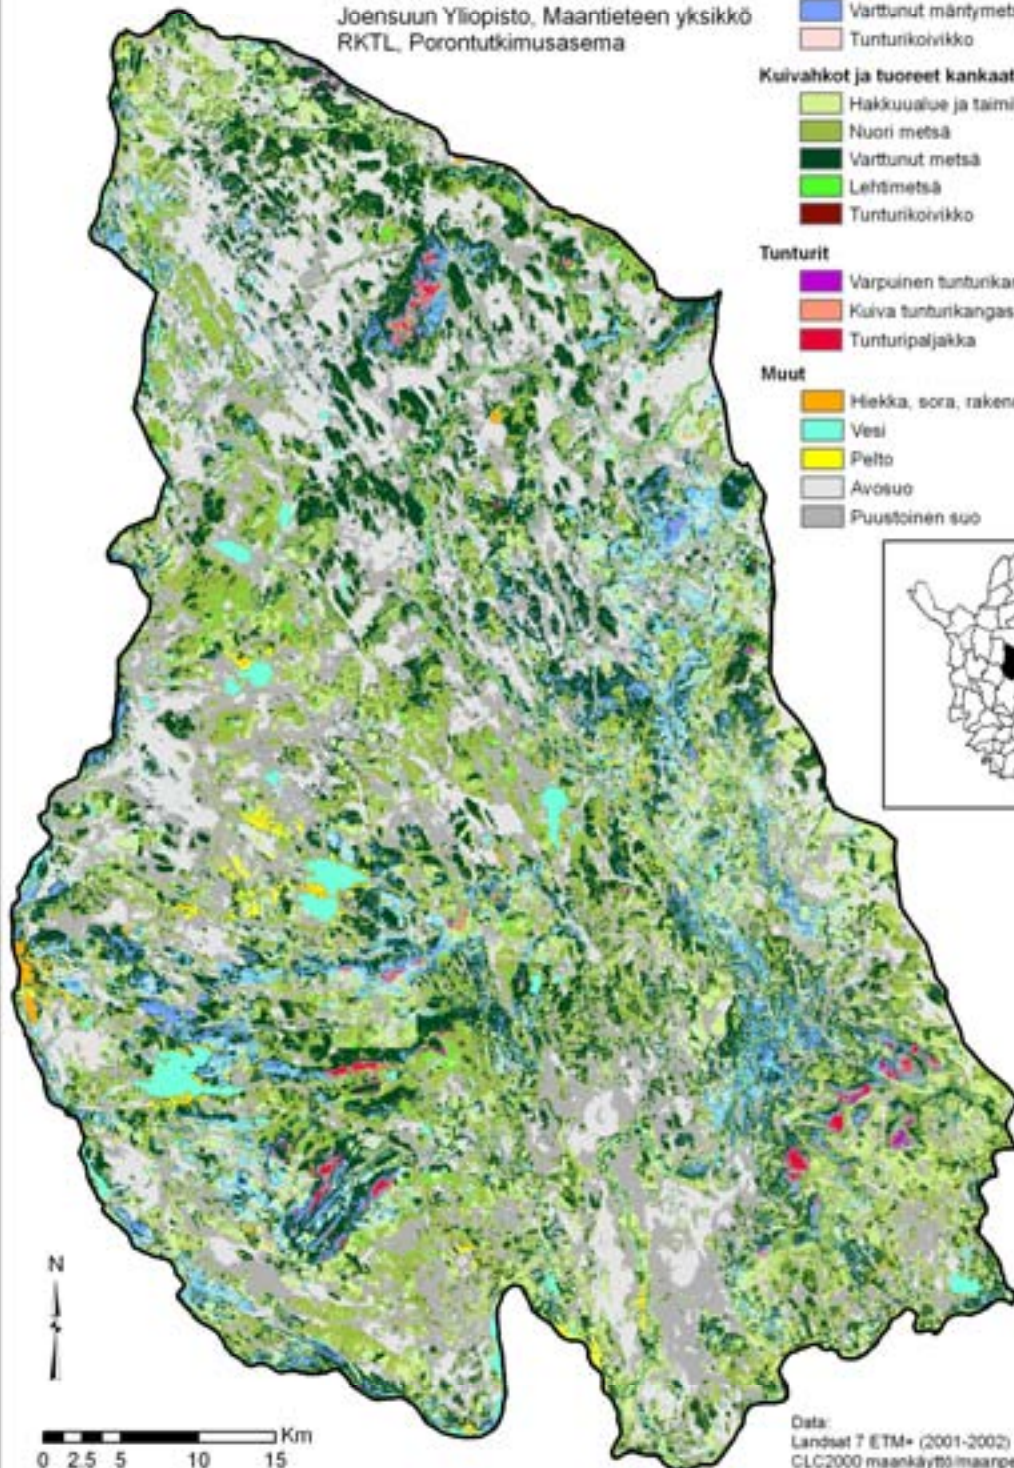 Joensuun Yliopisto, Maantieteen yksikkö
RKTL, Porontutkimusasema
Varttunut mäntymets
Tunturikoivikko
Kuivahkot ja tuoreet kankaat
Hakkuualue ja taimi
Nuori metsä
Varttunut metsä
Lehtimetsä
Tunturikoivikko
Tunturit
Varpuinen tunturikan
Kuiva tunturikangas
Tunturipaljakka
Muut
Hiekka, sora, raken
Vesi
Pelto
Avosuo
Puustoinen suo
N
Km
0 2.5 5 10 15
Data:
Landsat 7 ETM+ (2001-2002)
CLC2000 maankäyttö/maanpe